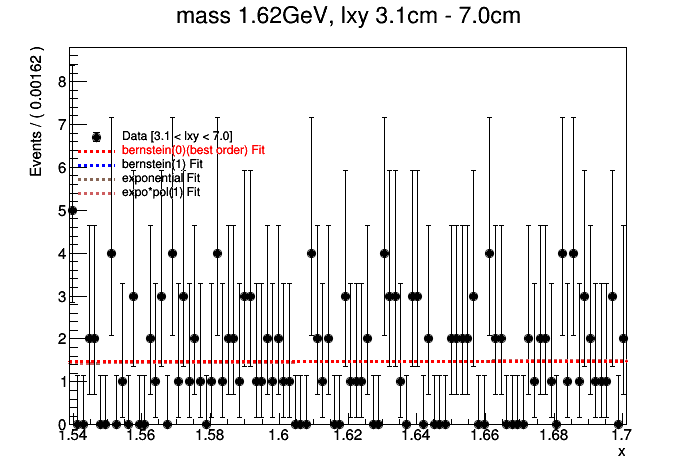 mass 1.62GeV, lxy 3.1cm - 7.0cm
Events / ( 0.00162 )
8
7
6
5
4
3
2
1
0
Data [3.1 < lxy < 7.0]
bernstein(0)(best order) Fit
bernstein(1) Fit
exponential Fit
expo*pol(1) Fit
1.54 1.56 1.58 1.6 1.62 1.64 1.66 1.68 1.7
x